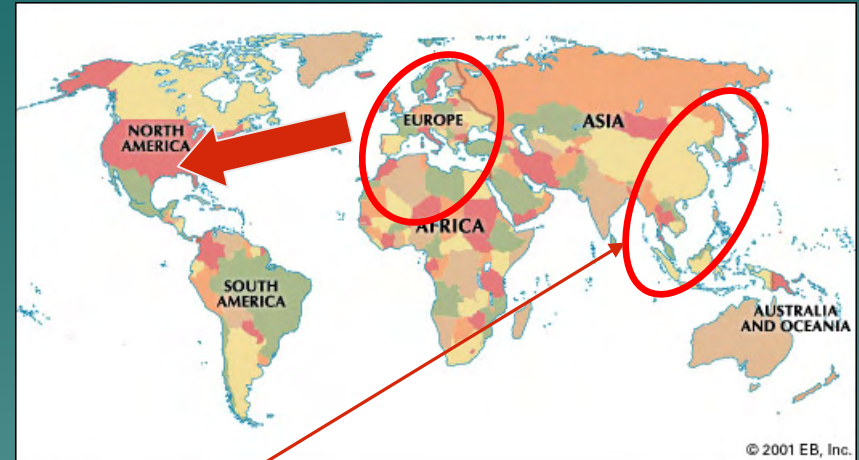 NORTH
AMERICA
EUROPE
ASIA
AFRICA
SOUTH
AMERICA
AUSTRALIA
AND OCEANIA
© 2001 EB, Inc.